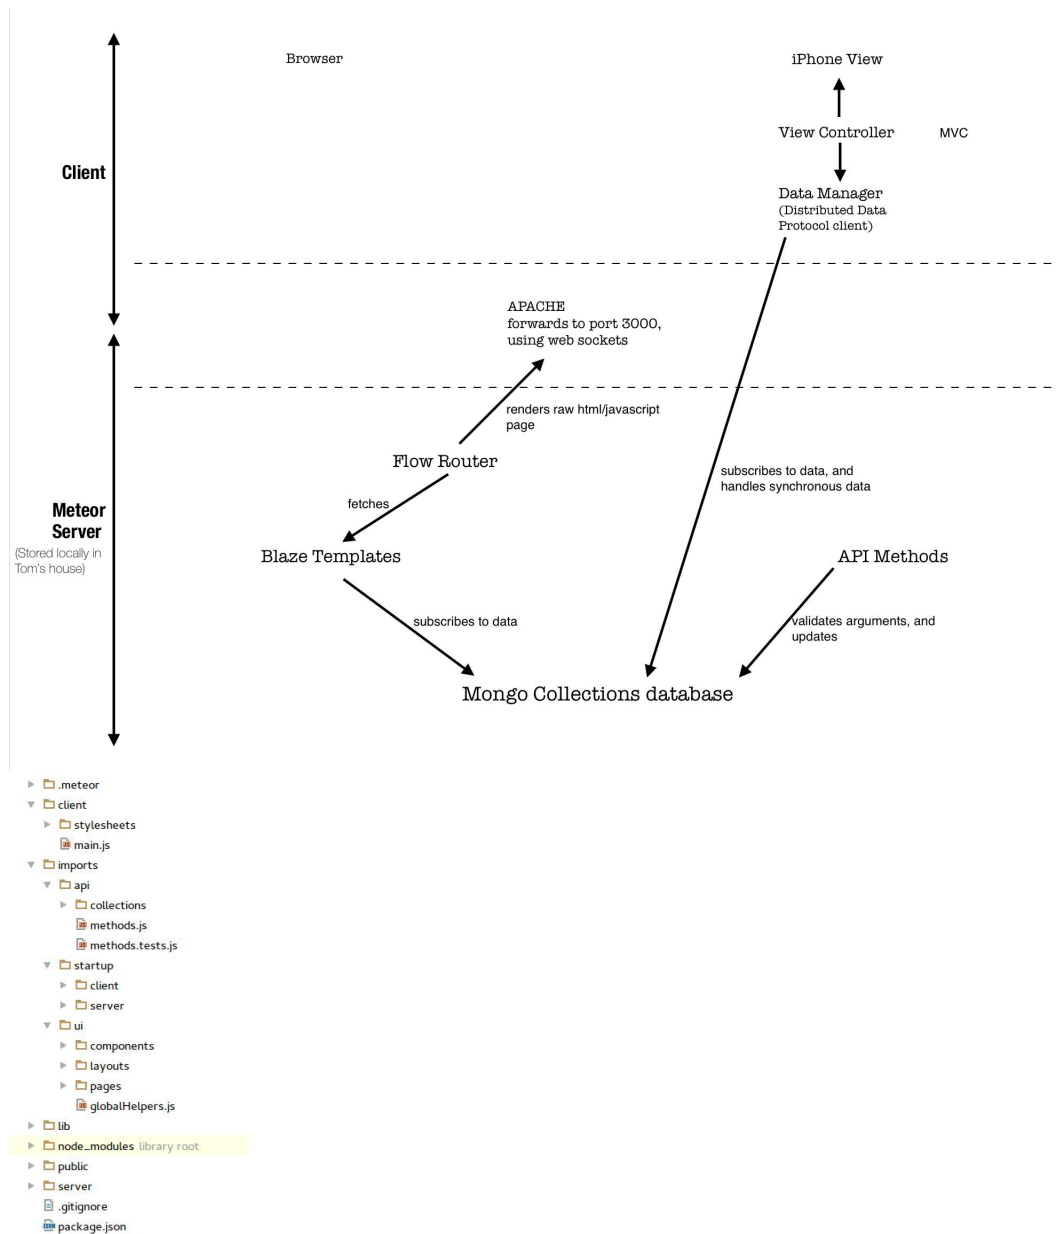 Browser
iPhone View
View Controller
MVC
Client
Data Manager
(Distributed Data
Protocol client)
APACHE
forwards to port 3000,
using web sockets
renders raw html/javascript
page
Flow Router
subscribes to data, and
handles synchronous data
fetches
Meteor
Server
(Stored locally in
Tom's house)
Blaze Templates
API Methods
subscribes to data
validates arguments, and
updates
Mongo Collections database
.meteor
client
stylesheets
main.js
imports
api
collections
methods.js
methods.tests.js
startup
client
server
ui
components
layouts
pages
globalHelpers.js
lib
node_modules library root
public
server
.gitignore
package.json